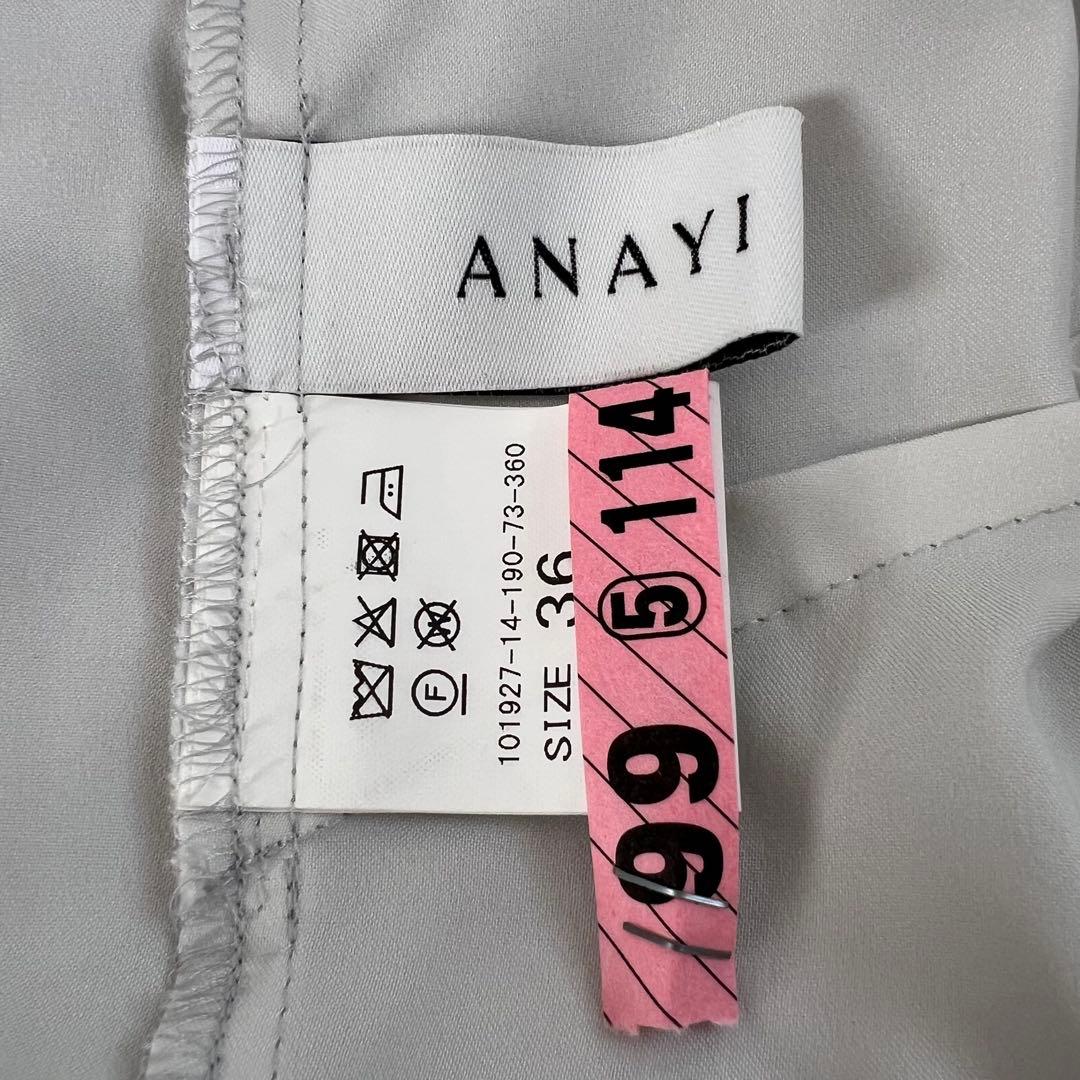 ANAYI
F
101927-14-190-73-360
SIZE 36
99 ⑤ 114